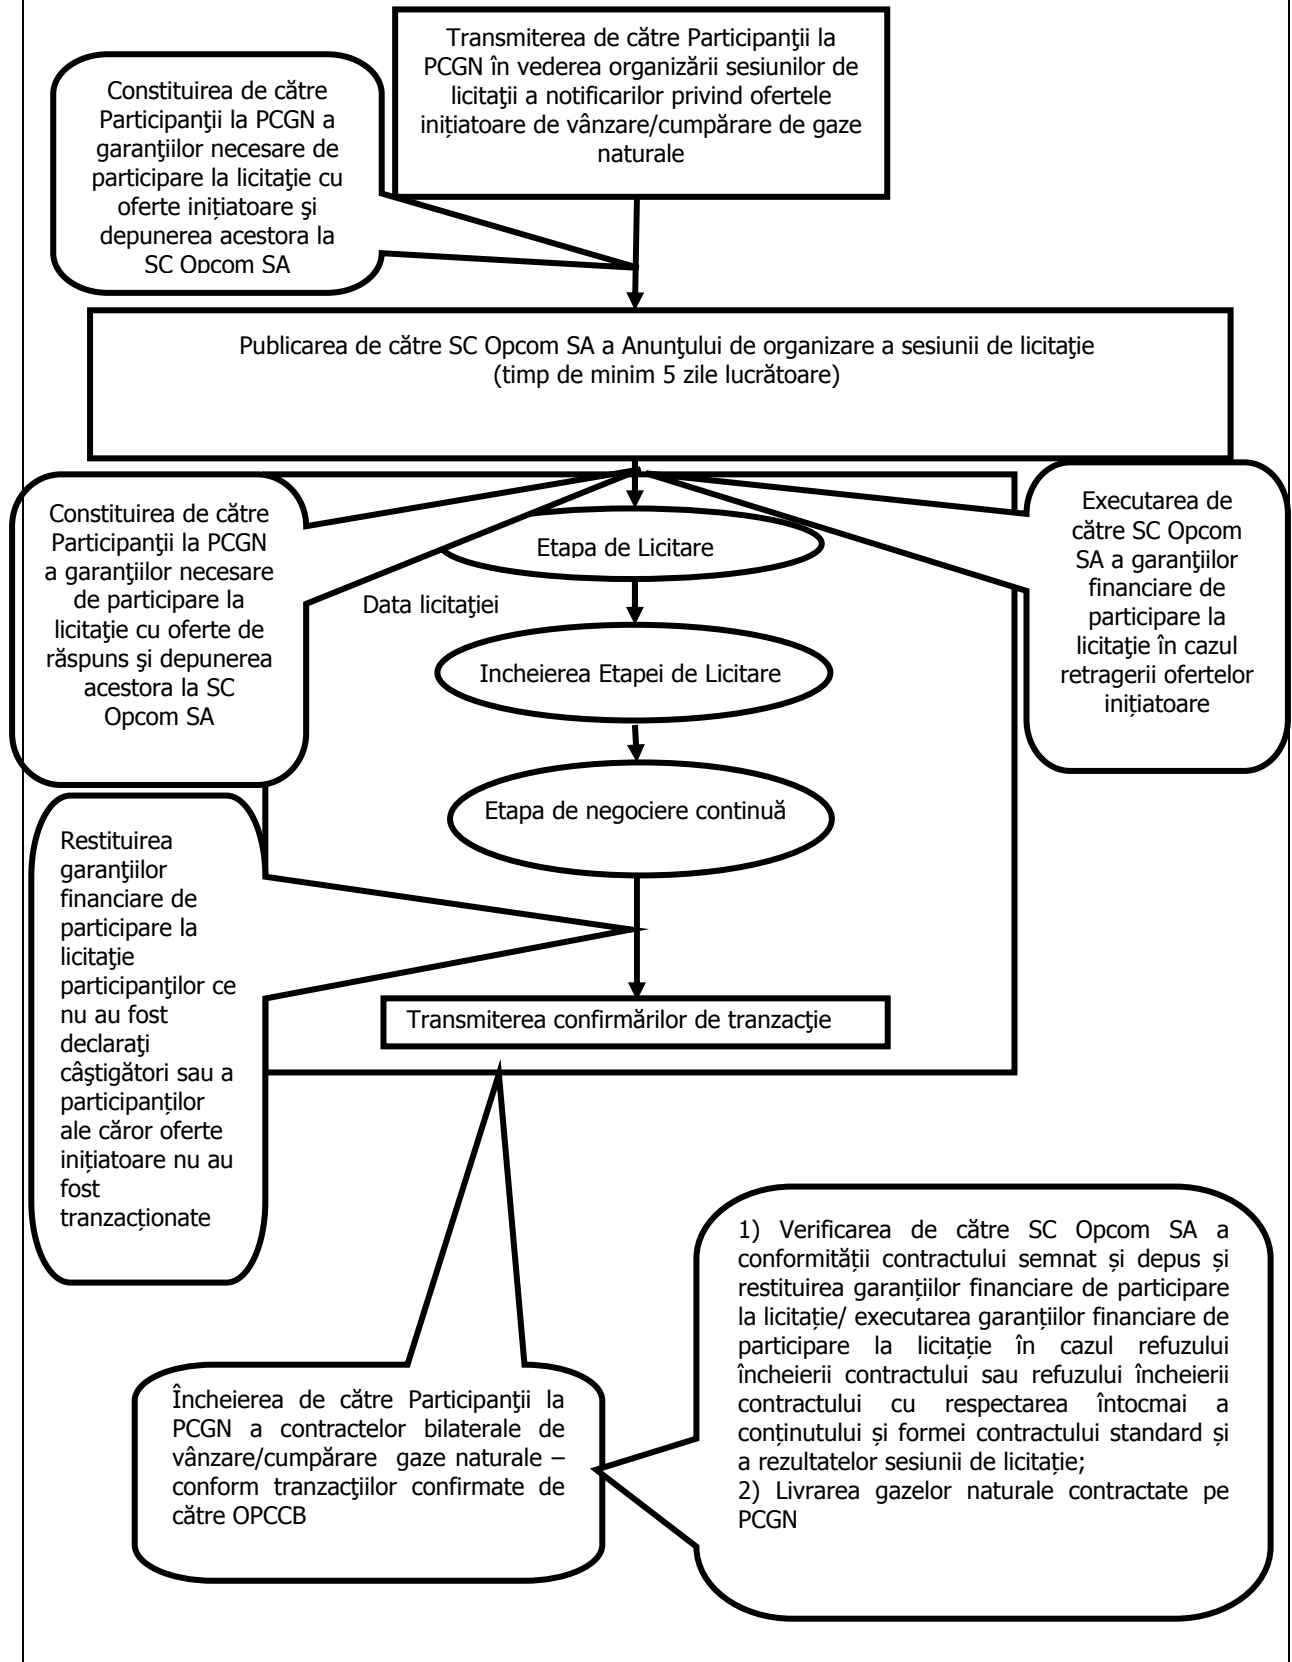 Transmiterea de către Participanţii la
PCGN în vederea organizării sesiunilor de
licitaţii a notificarilor privind ofertele
inițiatoare de vânzare/cumpărare de gaze
naturale
Constituirea de către
Participanţii la PCGN a
garanţiilor necesare de
participare la licitaţie cu
oferte inițiatoare şi
depunerea acestora la
SC Opcom SA
Publicarea de către SC Opcom SA a Anunţului de organizare a sesiunii de licitaţie
(timp de minim 5 zile lucrătoare)
Constituirea de către
Participanţii la PCGN
a garanţiilor necesare
de participare la
licitaţie cu oferte de
răspuns şi depunerea
acestora la SC
Opcom SA
Etapa de Licitare
Data licitaţiei
Incheierea Etapei de Licitare
Etapa de negociere continuă
Executarea de
către SC Opcom
SA a garanţiilor
financiare de
participare la
licitaţie în cazul
retragerii ofertelor
inițiatoare
Restituirea
garanţiilor
financiare de
participare la
licitaţie
participanţilor ce
nu au fost
declaraţi
câştigători sau a
participanților
ale căror oferte
inițiatoare nu au
fost
tranzacționate
Transmiterea confirmărilor de tranzacţie
Încheierea de către Participanţii la
PCGN a contractelor bilaterale de
vânzare/cumpărare gaze naturale –
conform tranzacţiilor confirmate de
către OPCCB
1) Verificarea de către SC Opcom SA a
conformității contractului semnat și depus și
restituirea garanțiilor financiare de participare
la licitație/ executarea garanțiilor financiare de
participare la licitație în cazul refuzului
încheierii contractului sau refuzului încheierii
contractului cu respectarea întocmai a
conținutului și formei contractului standard și
a rezultatelor sesiunii de licitație;
2) Livrarea gazelor naturale contractate pe
PCGN